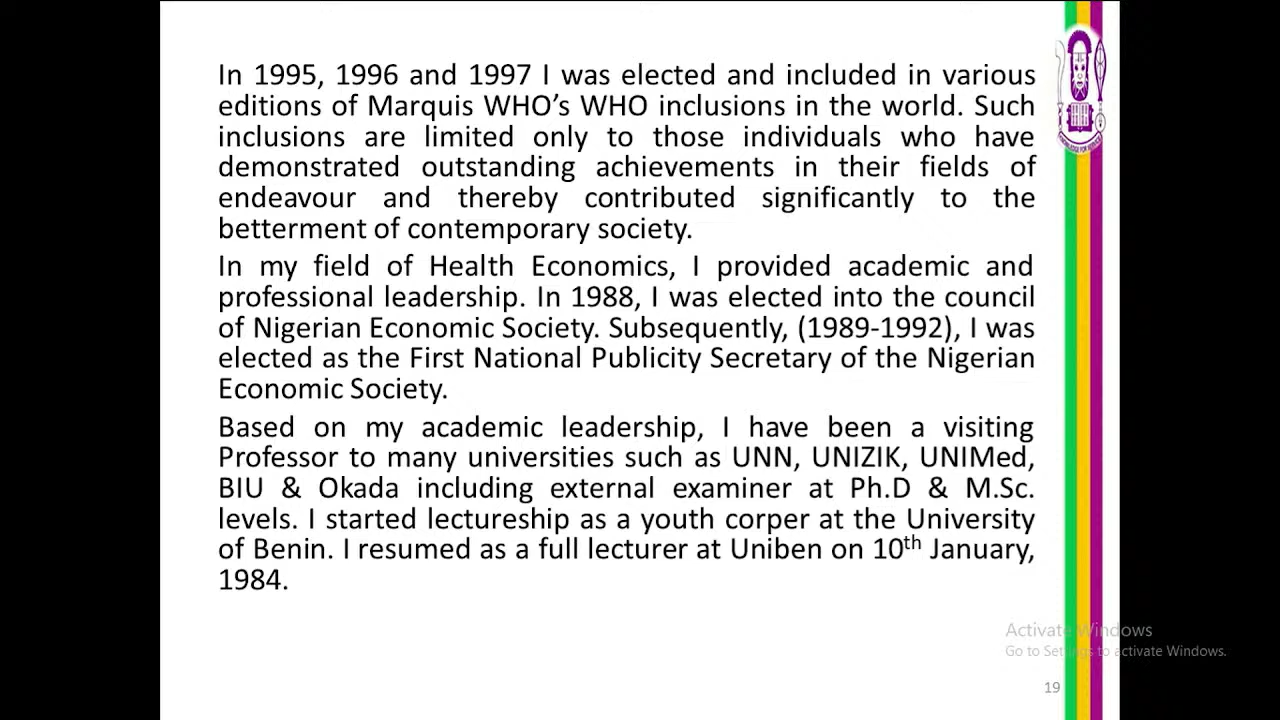 In 1995, 1996 and 1997 I was elected and included in various
editions of Marquis WHO’s WHO inclusions in the world. Such
inclusions are limited only to those individuals who have
demonstrated outstanding achievements in their fields of
endeavour and thereby contributed significantly to the
betterment of contemporary society.
In my field of Health Economics, I provided academic and
professional leadership. In 1988, I was elected into the council
of Nigerian Economic Society. Subsequently, (1989-1992), I was
elected as the First National Publicity Secretary of the Nigerian
Economic Society.
Based on my academic leadership, I have been a visiting
Professor to many universities such as UNN, UNIZIK, UNIMed,
BIU & Okada including external examiner at Ph.D & M.Sc.
levels. I started lectureship as a youth corper at the University
of Benin. I resumed as a full lecturer at Uniben on 10th January,
1984.
Activate Windows
Go to Settings to activate Windows.
19